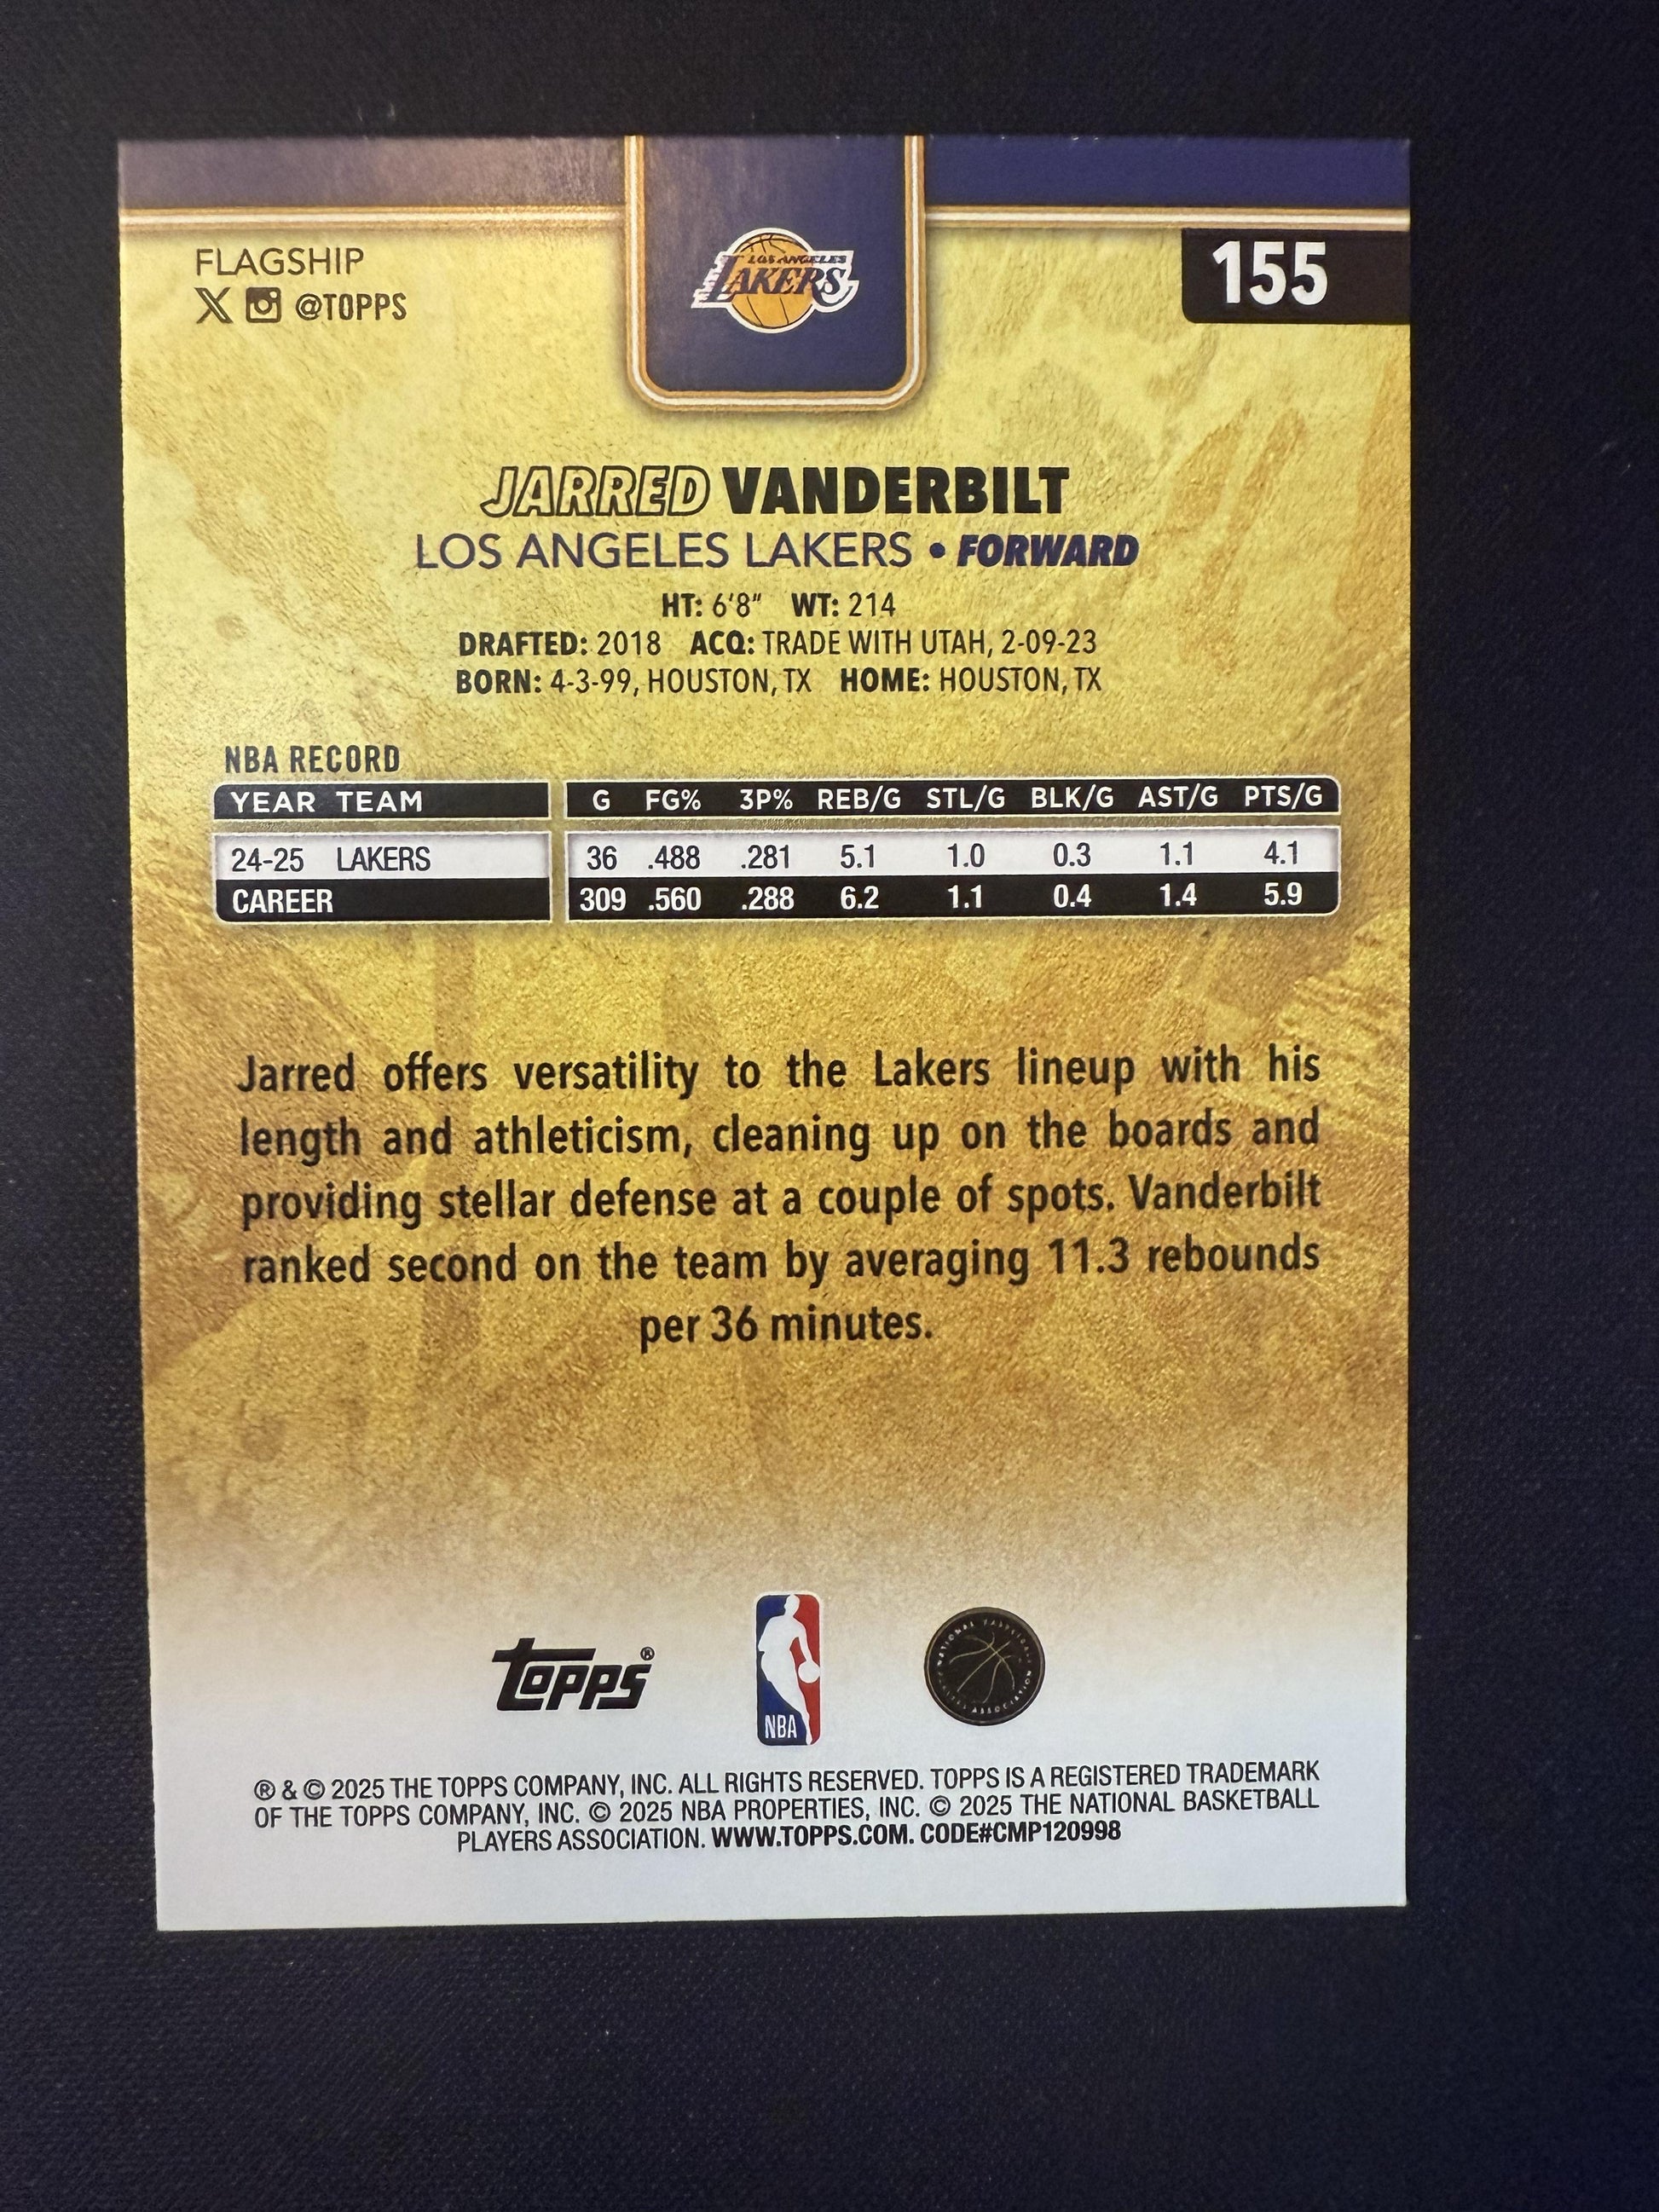 FLAGSHIP
@TOPPS
LOS ANGELES
LAKERS
155
JARRED VANDERBILT
LOS ANGELES LAKERS • FORWARD
HT: 6'8" WT: 214
DRAFTED: 2018 ACQ: TRADE WITH UTAH, 2-09-23
BORN: 4-3-99, HOUSTON, TX HOME: HOUSTON, TX
NBA RECORD
YEAR TEAM G FG% 3P% REB/G STL/G BLK/G AST/G PTS/G
24-25 LAKERS 36 .488 .281 5.1 1.0 0.3 1.1 4.1
CAREER 309 .560 .288 6.2 1.1 0.4 1.4 5.9
Jarred offers versatility to the Lakers lineup with his
length and athleticism, cleaning up on the boards and
providing stellar defense at a couple of spots. Vanderbilt
ranked second on the team by averaging 11.3 rebounds
per 36 minutes.
Topps®
NBA
NATIONAL ASSOCIATION
® & © 2025 THE TOPPS COMPANY, INC. ALL RIGHTS RESERVED. TOPPS IS A REGISTERED TRADEMARK
OF THE TOPPS COMPANY, INC. © 2025 NBA PROPERTIES, INC. © 2025 THE NATIONAL BASKETBALL
PLAYERS ASSOCIATION. WWW.TOPPS.COM. CODE#CMP120998